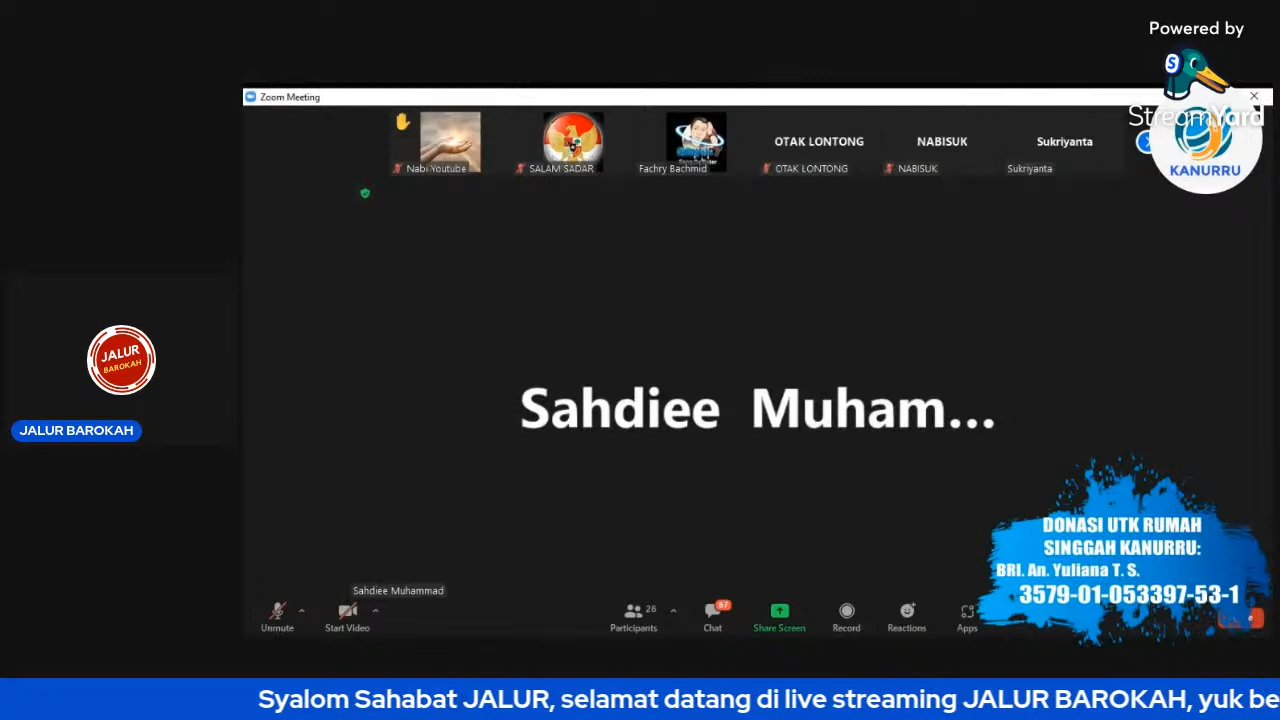 Powered by
StreamYard
KANURRU
Zoom Meeting
OTAK LONTONG
NABISUK
Sukriyanta
Nabi Youtube
SALAM SADAR
Fachry Bachmid
OTAK LONTONG
NABISUK
Sukriyanta
JALUR
BAROKAH
JALUR BAROKAH
Sahdiee Muham...
DONASI UTK RUMAH
SINGGAH KANURRU:
BRI. An. Yuliana T. S.
3579-01-053397-53-1
Sahdiee Muhammad
26
57
Unmute
Start Video
Participants
Chat
Share Screen
Record
Reactions
Apps
Syalom Sahabat JALUR, selamat datang di live streaming JALUR BAROKAH, yuk be